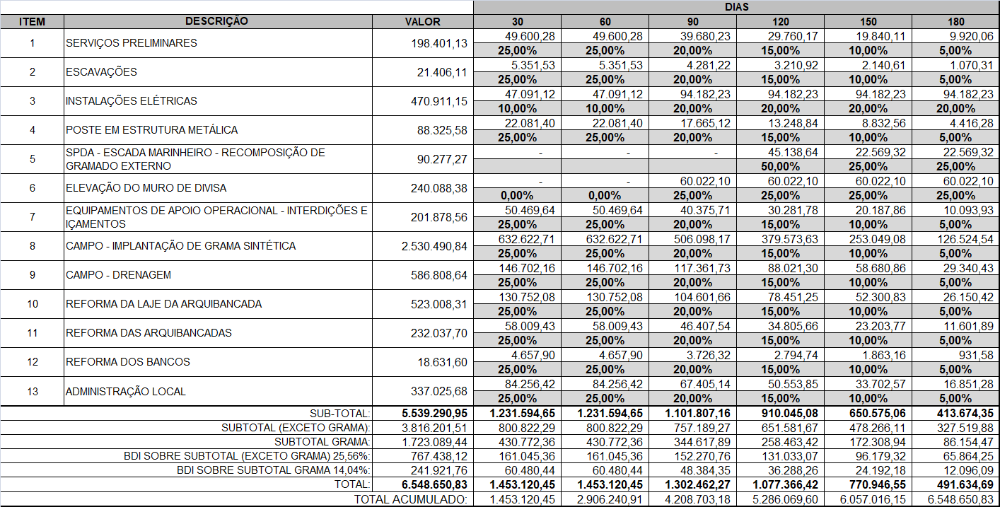 DIAS
ITEM DESCRIÇÃO VALOR 30 60 90 120 150 180
1 SERVIÇOS PRELIMINARES 198.401,13 49.600,28 49.600,28 39.680,23 29.760,17 19.840,11 9.920,06
25,00% 25,00% 20,00% 15,00% 10,00% 5,00%
2 ESCAVAÇÕES 21.406,11 5.351,53 5.351,53 4.281,22 3.210,92 2.140,61 1.070,31
25,00% 25,00% 20,00% 15,00% 10,00% 5,00%
3 INSTALAÇÕES ELÉTRICAS 470.911,15 47.091,12 47.091,12 94.182,23 94.182,23 94.182,23 94.182,23
10,00% 10,00% 20,00% 20,00% 20,00% 20,00%
4 POSTE EM ESTRUTURA METÁLICA 88.325,58 22.081,40 22.081,40 17.665,12 13.248,84 8.832,56 4.416,28
25,00% 25,00% 20,00% 15,00% 10,00% 5,00%
5 SPDA - ESCADA MARINHEIRO - RECOMPOSIÇÃO DE 90.277,27 - - - 45.138,64 22.569,32 22.569,32
GRAMADO EXTERNO 50,00% 25,00% 25,00%
6 ELEVAÇÃO DO MURO DE DIVISA 240.088,38 - - 60.022,10 60.022,10 60.022,10 60.022,10
0,00% 0,00% 25,00% 25,00% 25,00% 25,00%
7 EQUIPAMENTOS DE APOIO OPERACIONAL - INTERDIÇÕES E 201.878,56 50.469,64 50.469,64 40.375,71 30.281,78 20.187,86 10.093,93
IÇAMENTOS 25,00% 25,00% 20,00% 15,00% 10,00% 5,00%
8 CAMPO - IMPLANTAÇÃO DE GRAMA SINTÉTICA 2.530.490,84 632.622,71 632.622,71 506.098,17 379.573,63 253.049,08 126.524,54
25,00% 25,00% 20,00% 15,00% 10,00% 5,00%
9 CAMPO - DRENAGEM 586.808,64 146.702,16 146.702,16 117.361,73 88.021,30 58.680,86 29.340,43
25,00% 25,00% 20,00% 15,00% 10,00% 5,00%
10 REFORMA DA LAJE DA ARQUIBANCADA 523.008,31 130.752,08 130.752,08 104.601,66 78.451,25 52.300,83 26.150,42
25,00% 25,00% 20,00% 15,00% 10,00% 5,00%
11 REFORMA DAS ARQUIBANCADAS 232.037,70 58.009,43 58.009,43 46.407,54 34.805,66 23.203,77 11.601,89
25,00% 25,00% 20,00% 15,00% 10,00% 5,00%
12 REFORMA DOS BANCOS 18.631,60 4.657,90 4.657,90 3.726,32 2.794,74 1.863,16 931,58
25,00% 25,00% 20,00% 15,00% 10,00% 5,00%
13 ADMINISTRAÇÃO LOCAL 337.025,68 84.256,42 84.256,42 67.405,14 50.553,85 33.702,57 16.851,28
25,00% 25,00% 20,00% 15,00% 10,00% 5,00%
SUB-TOTAL: 5.539.290,95 1.231.594,65 1.231.594,65 1.101.807,16 910.045,08 650.575,06 413.674,35
SUBTOTAL (EXCETO GRAMA): 3.816.201,51 800.822,29 800.822,29 757.189,27 651.581,67 478.266,11 327.519,88
SUBTOTAL GRAMA: 1.723.089,44 430.772,36 430.772,36 344.617,89 258.463,42 172.308,94 86.154,47
BDI SOBRE SUBTOTAL (EXCETO GRAMA) 25,56%: 767.438,12 161.045,36 161.045,36 152.270,76 131.033,07 96.179,32 65.864,25
BDI SOBRE SUBTOTAL GRAMA 14,04%: 241.921,76 60.480,44 60.480,44 48.384,35 36.288,26 24.192,18 12.096,09
TOTAL: 6.548.650,83 1.453.120,45 1.453.120,45 1.302.462,27 1.077.366,42 770.946,55 491.634,69
TOTAL ACUMULADO: 1.453.120,45 2.906.240,91 4.208.703,18 5.286.069,60 6.057.016,15 6.548.650,83